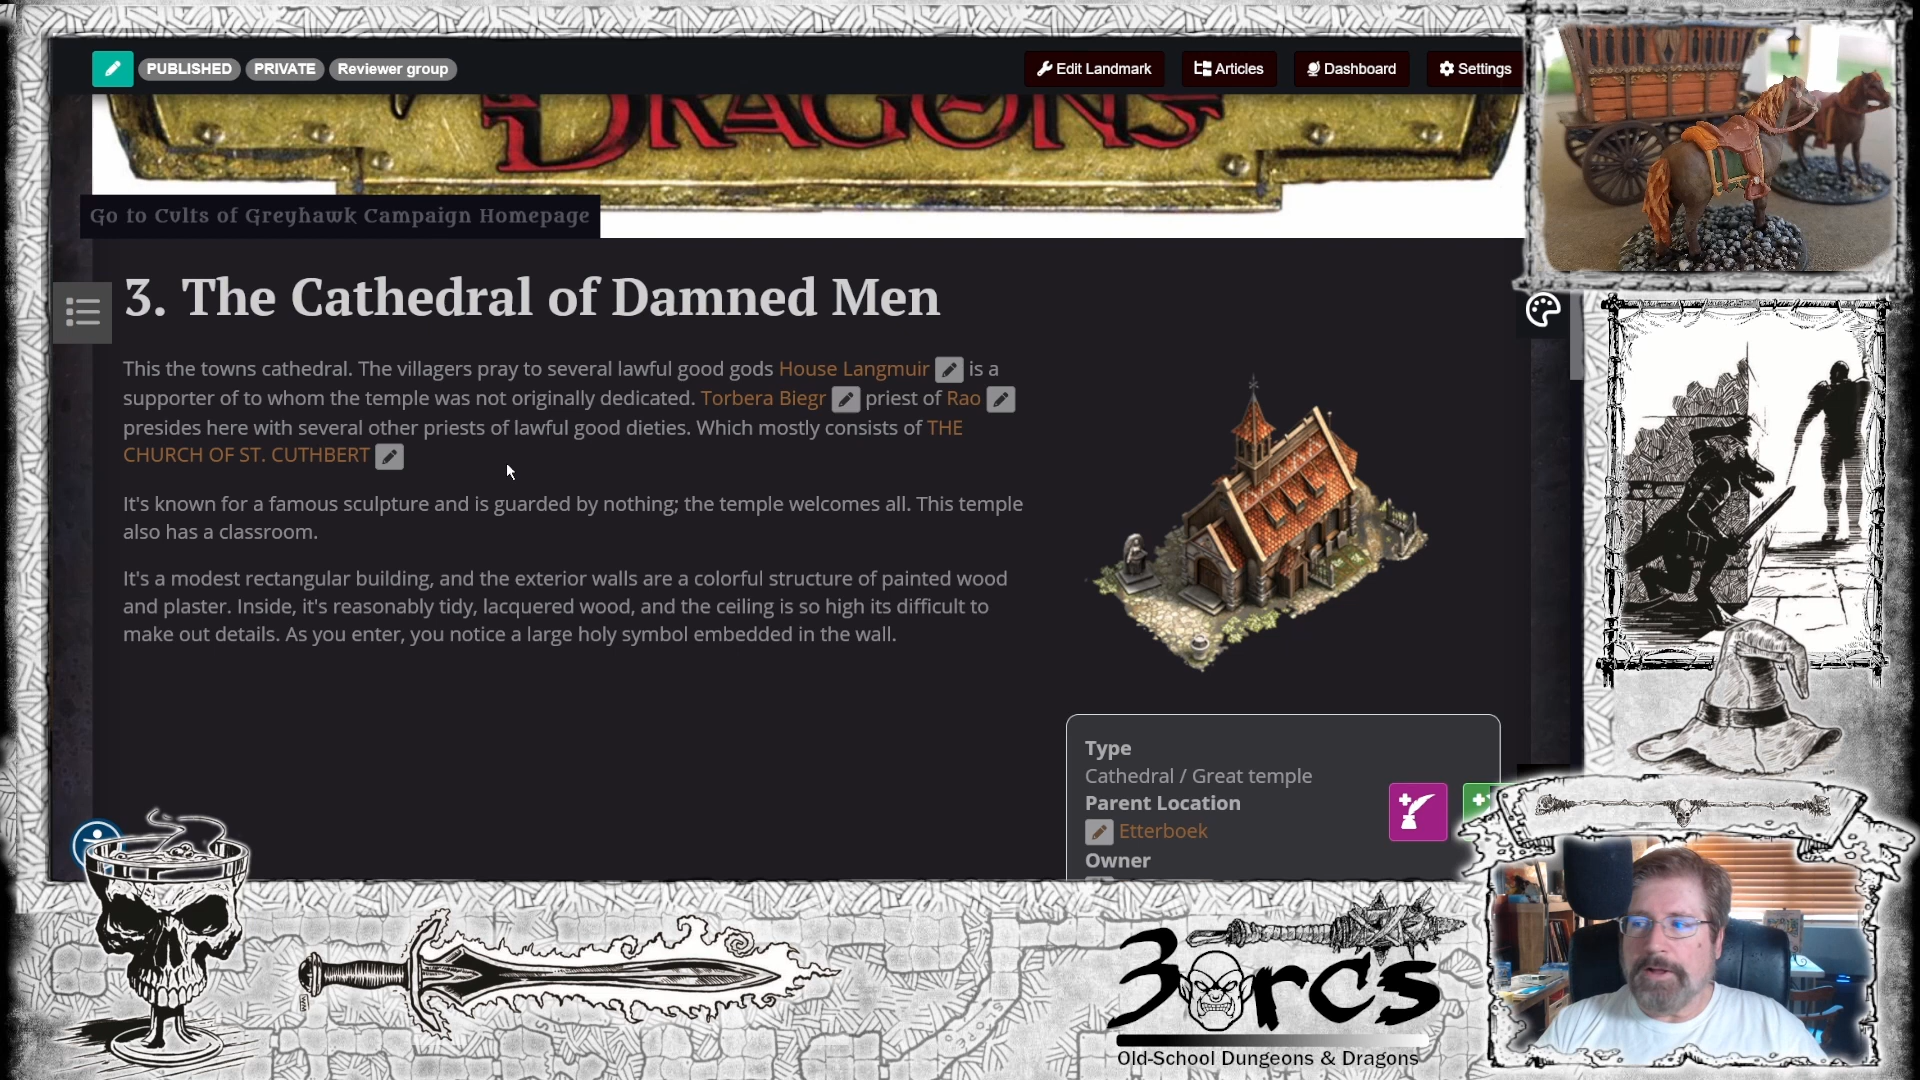 PUBLISHED PRIVATE Reviewer group
Edit Landmark Articles Dashboard Settings
DRAGONS
Go to Cults of Greyhawk Campaign Homepage
3. The Cathedral of Damned Men
This the towns cathedral. The villagers pray to several lawful good gods House Langmuir is a
supporter of to whom the temple was not originally dedicated. Torbera Biegr priest of Rao
presides here with several other priests of lawful good dieties. Which mostly consists of THE
CHURCH OF ST. CUTHBERT
It's known for a famous sculpture and is guarded by nothing; the temple welcomes all. This temple
also has a classroom.
It's a modest rectangular building, and the exterior walls are a colorful structure of painted wood
and plaster. Inside, it's reasonably tidy, lacquered wood, and the ceiling is so high its difficult to
make out details. As you enter, you notice a large holy symbol embedded in the wall.
Type
Cathedral / Great temple
Parent Location
Etterboek
Owner
3 Orcs
Old-School Dungeons & Dragons